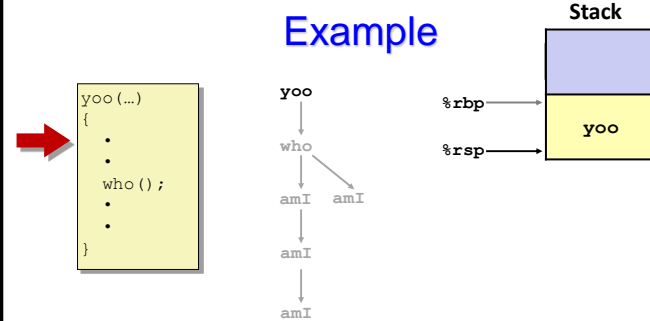 Example
Stack
yoo(…)
{
•
•
who();
•
•
}
yoo
who
amI amI
amI
amI
%rbp
%rsp
yoo